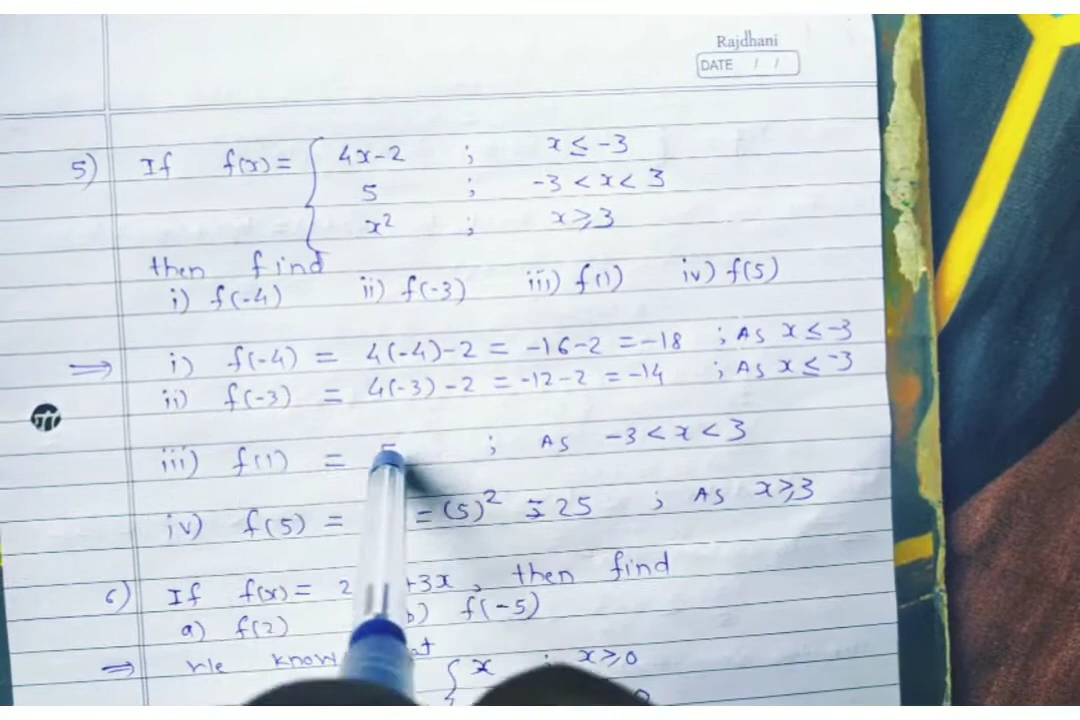 Rajdhani
DATE / /
5) If f(x) = { 4x-2 ; x ≤ -3
5 ; -3 < x < 3
x² ; x ≥ 3
then find
i) f(-4) ii) f(-3) iii) f(1) iv) f(5)
⇒ i) f(-4) = 4(-4)-2 = -16-2 = -18 ; As x ≤ -3
ii) f(-3) = 4(-3)-2 = -12-2 = -14 ; As x ≤ -3
iii) f(1) = ; As -3 < x < 3
iv) f(5) = = (5)² = 25 ; As x ≥ 3
6) If f(x) = 2 +3x, then find
a) f(2) b) f(-5)
⇒ We know at
{ x ; x ≥ 0